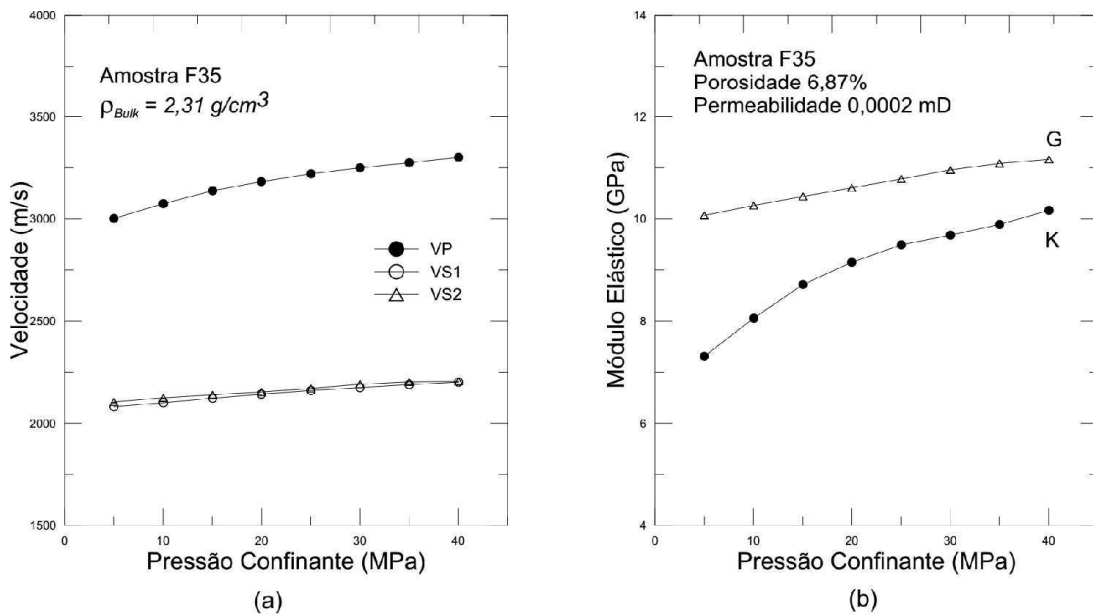 4000
3500
3000
2500
2000
1500
Velocidade (m/s)
Amostra F35
ρBulk = 2,31 g/cm3
VP
VS1
VS2
0
10
20
30
40
Pressão Confinante (MPa)
(a)
14
12
10
8
6
4
Módulo Elástico (GPa)
Amostra F35
Porosidade 6,87%
Permeabilidade 0,0002 mD
G
K
0
10
20
30
40
Pressão Confinante (MPa)
(b)